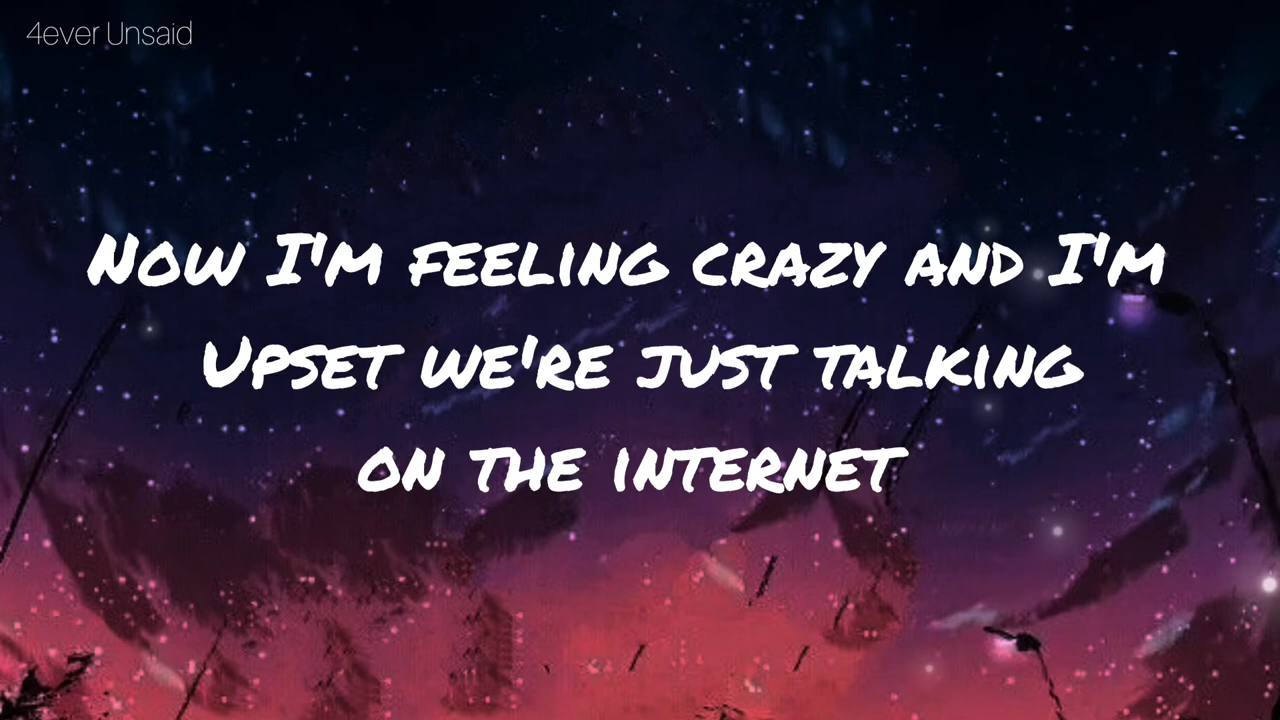 4ever Unsaid
Now I'm feeling crazy and I'm
Upset we're just talking
on the internet